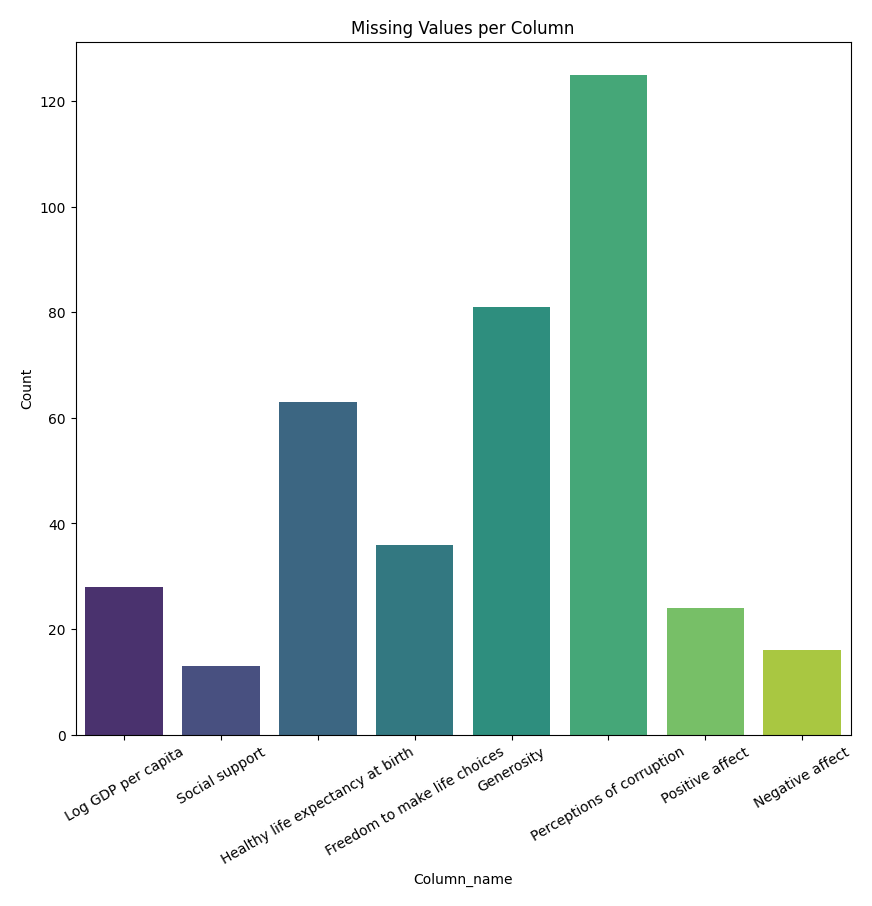 Missing Values per Column
Count
120
100
80
60
40
20
0
Log GDP per capita
Social support
Healthy life expectancy at birth
Freedom to make life choices
Generosity
Perceptions of corruption
Positive affect
Negative affect
Column_name